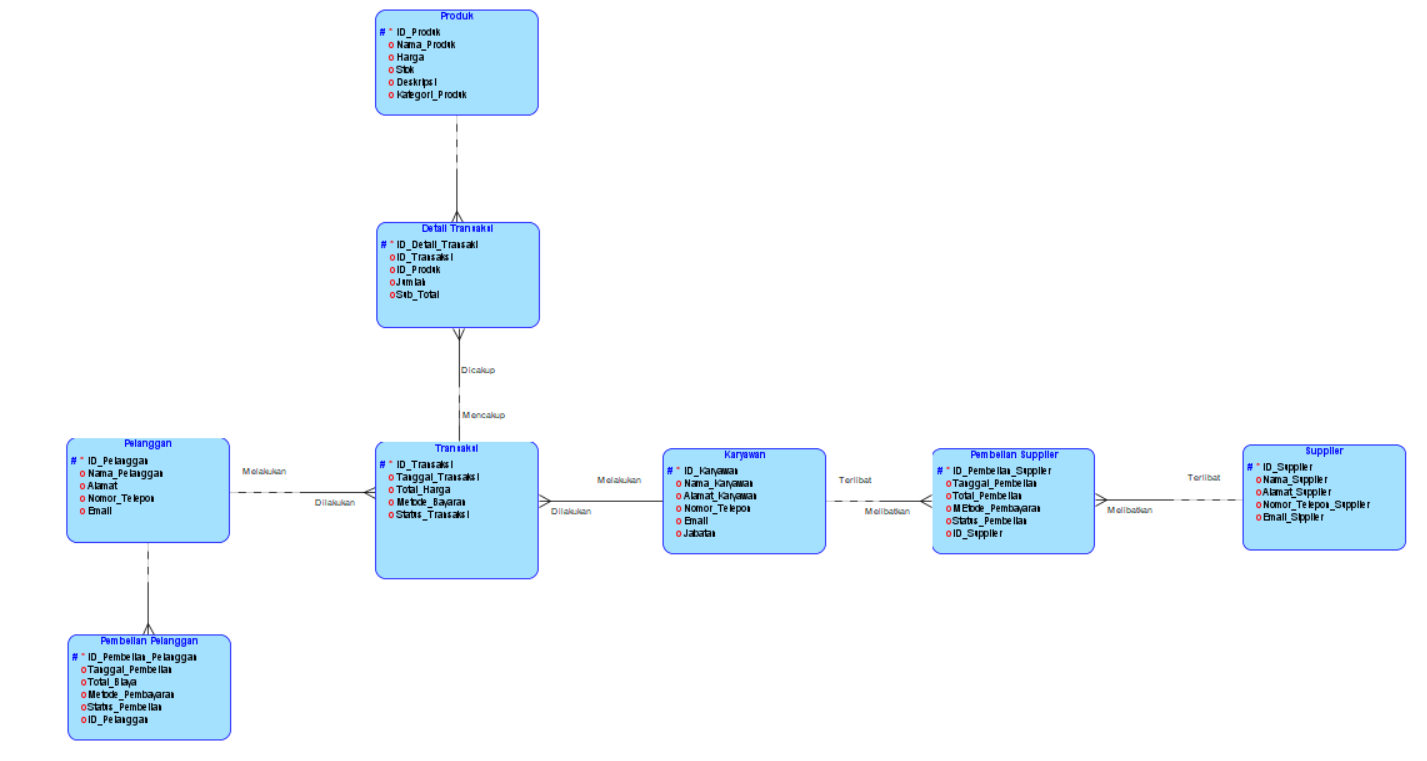 Produk
# * ID_Produk
o Nama_Produk
o Harga
o Stok
o Deskripsi
o Kategori_Produk
Detail Transaksi
# * ID_Detail_Transaksi
o ID_Transaksi
o ID_Produk
o Jumlah
o Sub_Total
Dicakup
Mencakup
Pelanggan
# * ID_Pelanggan
o Nama_Pelanggan
o Alamat
o Nomor_Telepon
o Email
Melakukan
Dilakukan
Transaksi
# * ID_Transaksi
o Tanggal_Transaksi
o Total_Harga
o Metode_Bayaran
o Status_Transaksi
Melakukan
Dilakukan
Karyawan
# * ID_Karyawan
o Nama_Karyawan
o Alamat_Karyawan
o Nomor_Telepon
o Email
o Jabatan
Terlibat
Melibatkan
Pembelian Supplier
# * ID_Pembelian_Supplier
o Tanggal_Pembelian
o Total_Pembelian
o MEtode_Pembayaran
o Status_Pembelian
o ID_Supplier
Terlibat
Melibatkan
Supplier
# * ID_Supplier
o Nama_Supplier
o Alamat_Supplier
o Nomor_Telepon_Supplier
o Email_Supplier
Pembelian Pelanggan
# * ID_Pembelian_Pelanggan
o Tanggal_Pembelian
o Total_Biaya
o Metode_Pembayaran
o Status_Pembelian
o ID_Pelanggan